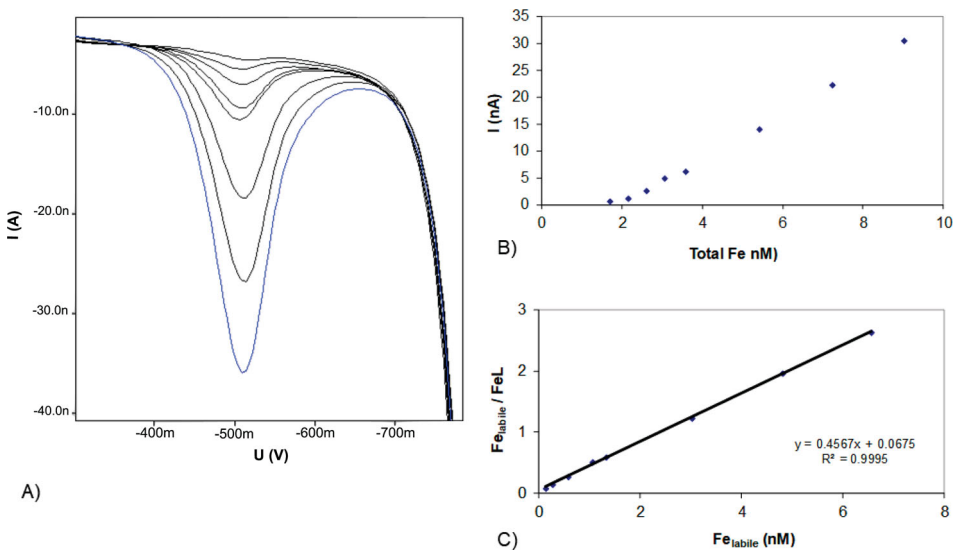 -10.0n
-20.0n
-30.0n
-40.0n
I (A)
-400m
-500m
-600m
-700m
U (V)
A)
35
30
25
20
15
10
5
0
I (nA)
0
2
4
6
8
10
Total Fe nM)
B)
3
2
1
0
Fe_labile / FeL
y = 0.4567x + 0.0675
R² = 0.9995
0
2
4
6
8
Fe_labile (nM)
C)